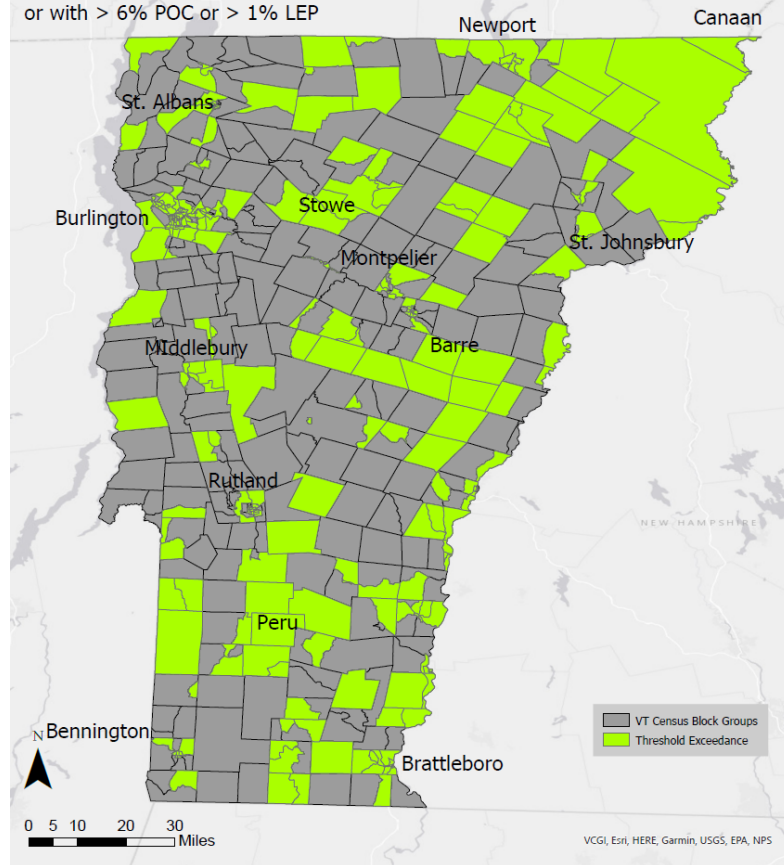 or with > 6% POC or > 1% LEP
Newport
Canaan
St. Albans
Burlington
Stowe
St. Johnsbury
Montpelier
Middlebury
Barre
Rutland
NEW HAMPSHIRE
Peru
Bennington
N
Brattleboro
VT Census Block Groups
Threshold Exceedance
0 5 10 20 30
Miles
VCGI, Esri, HERE, Garmin, USGS, EPA, NPS